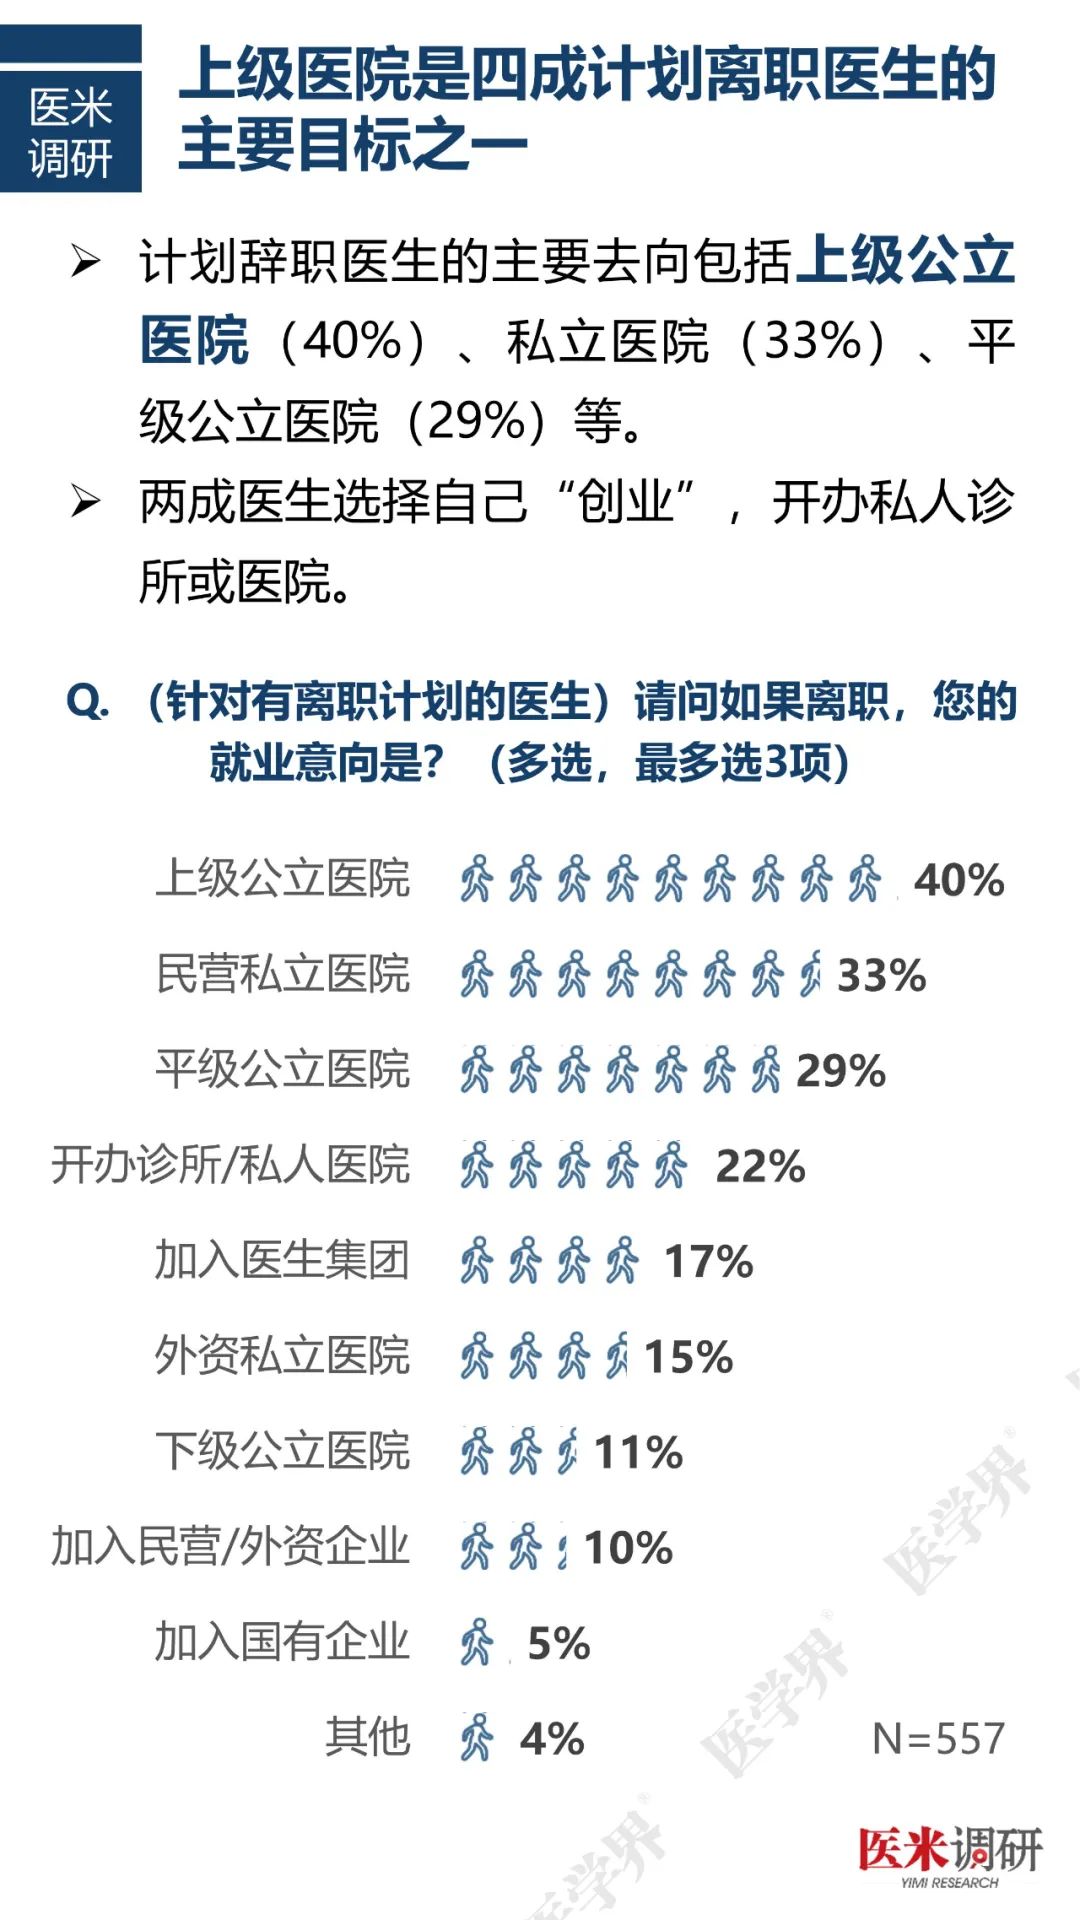 医米
调研
上级医院是四成计划离职医生的
主要目标之一
计划辞职医生的主要去向包括上级公立
医院（40%）、私立医院（33%）、平
级公立医院（29%）等。
两成医生选择自己“创业”，开办私人诊
所或医院。
Q.（针对有离职计划的医生）请问如果离职，您的
就业意向是？（多选，最多选3项）
上级公立医院 40%
民营私立医院 33%
平级公立医院 29%
开办诊所/私人医院 22%
加入医生集团 17%
外资私立医院 15%
下级公立医院 11%
加入民营/外资企业 10%
加入国有企业 5%
其他 4%
N=557
医学界®
医学界®
医学界®
医米调研
YIMI RESEARCH